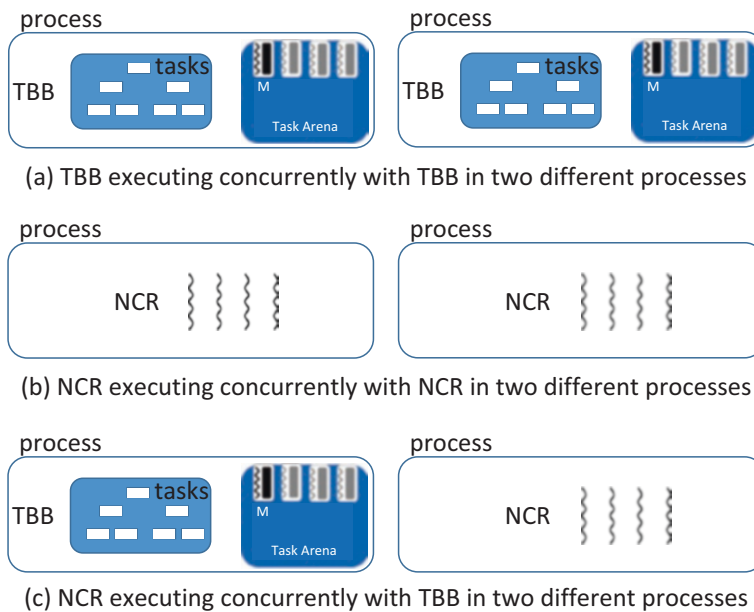 process
process
TBB
tasks
M
Task Arena
TBB
tasks
M
Task Arena
(a) TBB executing concurrently with TBB in two different processes
process
process
NCR
NCR
(b) NCR executing concurrently with NCR in two different processes
process
process
TBB
tasks
M
Task Arena
NCR
(c) NCR executing concurrently with TBB in two different processes